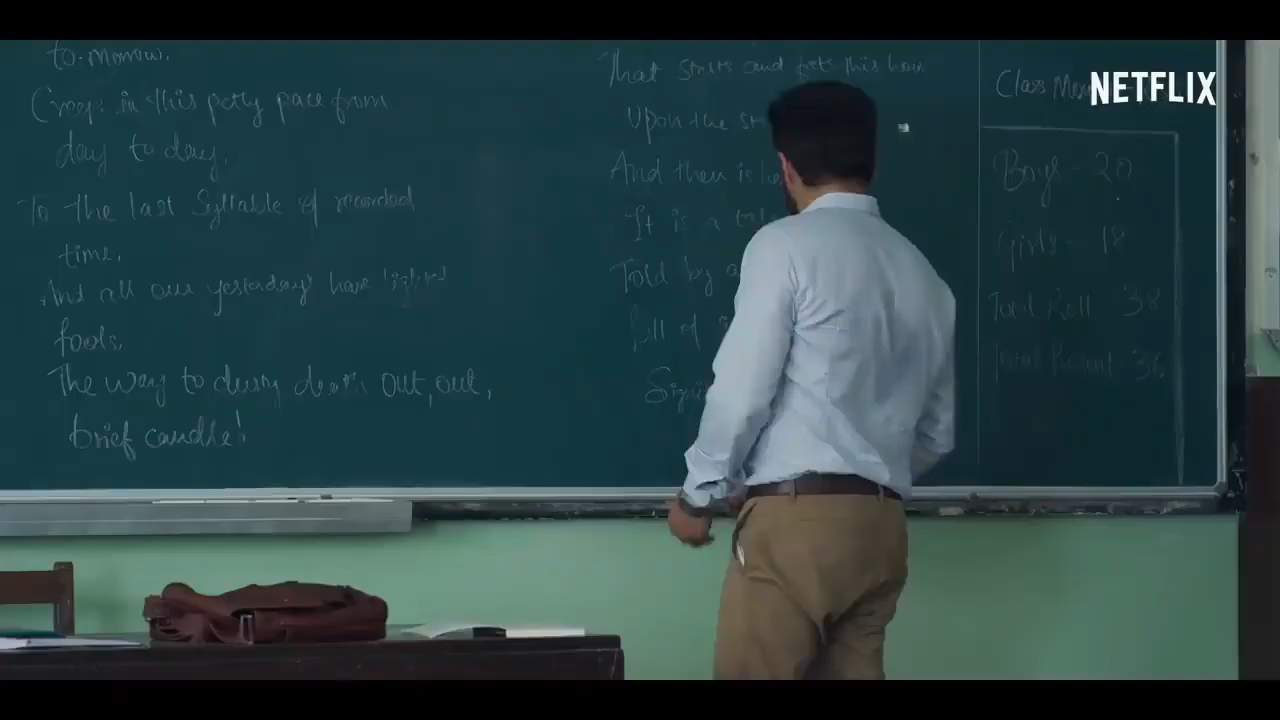 to-morrow.
Creeps in this petty pace from
day to day,
To the last Syllable of recorded
time,
And all our yesterdays have lighted
fools.
The way to dusty death out, out,
brief candle!
That struts and frets this hour
Upon the
And then is
It is a
Told by
Full of
Class
NETFLIX
Boys - 20
Girls - 18
Total Roll 38
Total Present 36